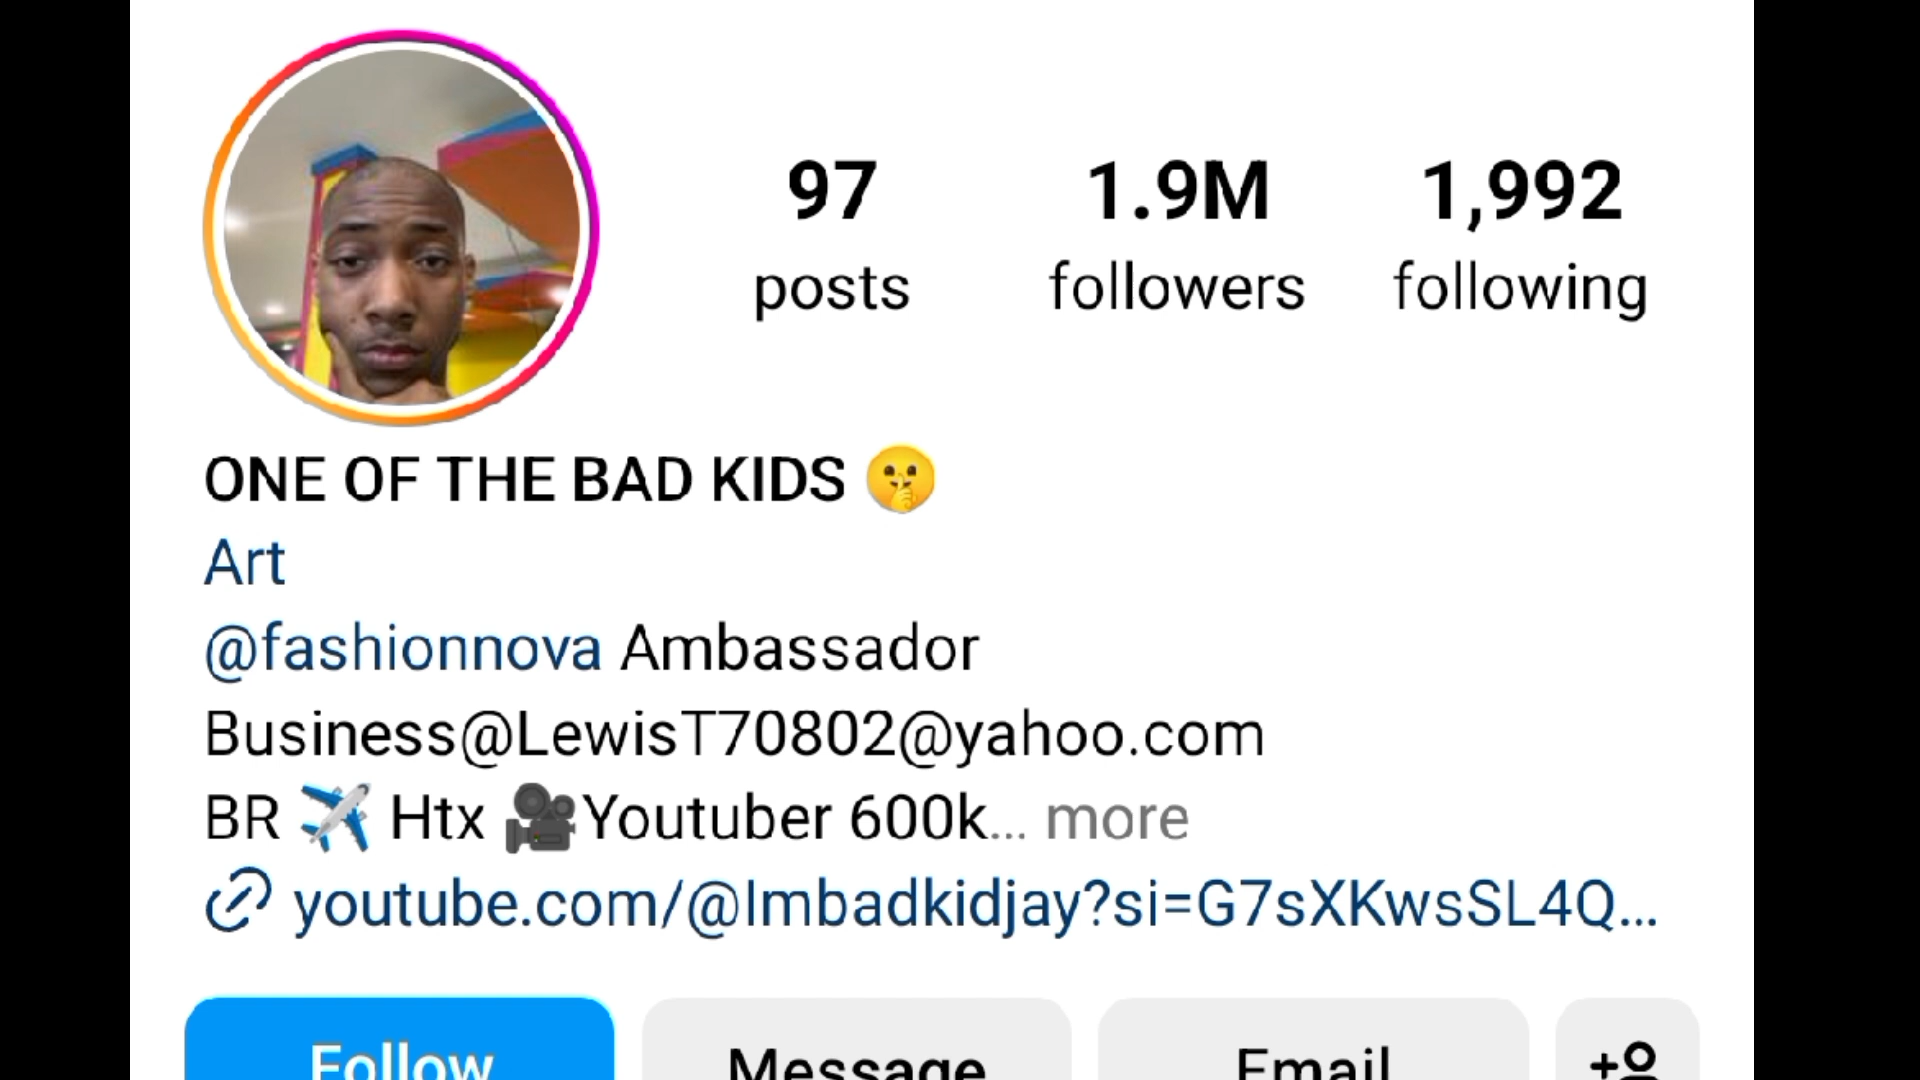 97 1.9M 1,992
posts followers following
ONE OF THE BAD KIDS 🤫
Art
@fashionnova Ambassador
Business@LewisT70802@yahoo.com
BR ✈️ Htx 🎥Youtuber 600k... more
youtube.com/@Imbadkidjay?si=G7sXKwsSL4Q...
Follow Message Email